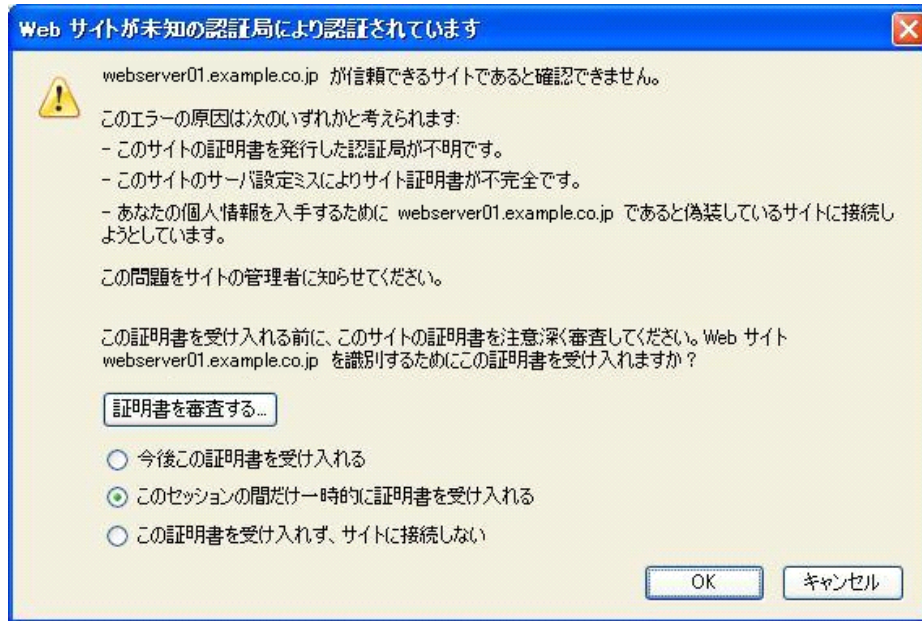 Web サイトが未知の認証局により認証されています
webserver01.example.co.jp が信頼できるサイトであると確認できません。
このエラーの原因は次のいずれかと考えられます:
- このサイトの証明書を発行した認証局が不明です。
- このサイトのサーバ設定ミスによりサイト証明書が不完全です。
- あなたの個人情報を入手するために webserver01.example.co.jp であると偽装しているサイトに接続し
ようとしています。
この問題をサイトの管理者に知らせてください。
この証明書を受け入れる前に、このサイトの証明書を注意深く審査してください。Web サイト
webserver01.example.co.jp を識別するためにこの証明書を受け入れますか？
証明書を審査する...
今後この証明書を受け入れる
このセッションの間だけ一時的に証明書を受け入れる
この証明書を受け入れず、サイトに接続しない
OK キャンセル